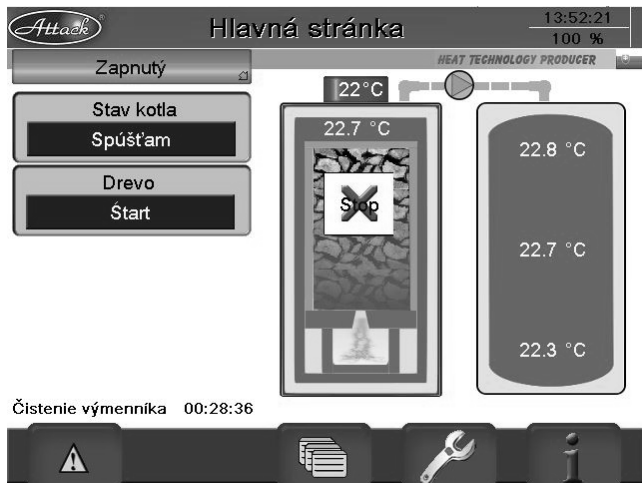 Attack
Hlavná stránka
13:52:21
100 %
HEAT TECHNOLOGY PRODUCER
Zapnutý
Stav kotla
Spúšťam
Drevo
Štart
22°C
22.7 °C
Stop
22.8 °C
22.7 °C
22.3 °C
Čistenie výmenníka 00:28:36